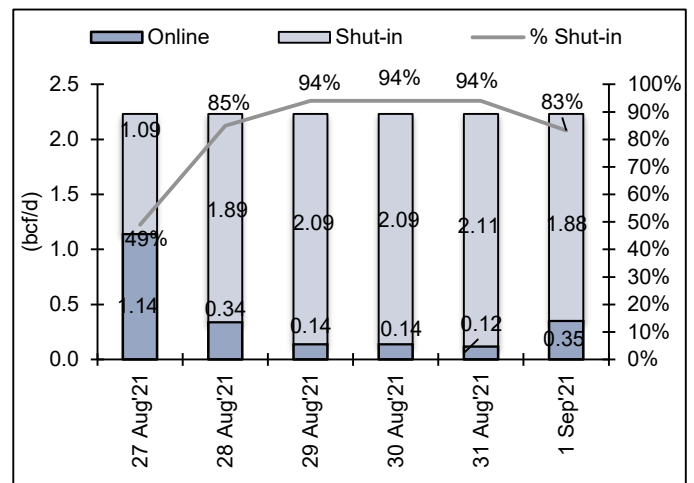 Online Shut-in % Shut-in
2.5 100%
94% 94% 94%
85% 83%
90%
1.09
2.0 80%
70%
1.89 2.09 2.09 2.11 1.88
1.5 60%
(bcf/d)
50%
49%
1.0 40%
30%
1.14 0.34
0.5 20%
0.14 0.14 0.12 0.35
10%
0.0 0%
27 Aug'21 28 Aug'21 29 Aug'21 30 Aug'21 31 Aug'21 1 Sep'21